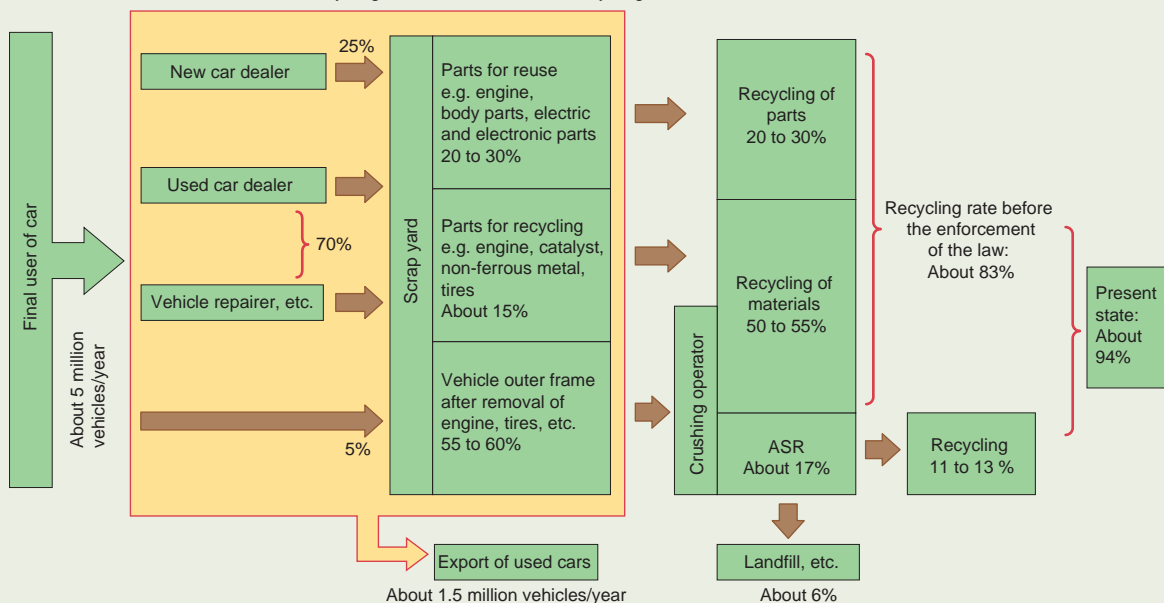 Final user of car
About 5 million
vehicles/year
New car dealer
25%
Used car dealer
70%
Vehicle repairer, etc.
5%
Scrap yard
Parts for reuse
e.g. engine,
body parts, electric
and electronic parts
20 to 30%
Parts for recycling
e.g. engine, catalyst,
non-ferrous metal,
tires
About 15%
Vehicle outer frame
after removal of
engine, tires, etc.
55 to 60%
Export of used cars
About 1.5 million vehicles/year
Crushing operator
Recycling of
parts
20 to 30%
Recycling of
materials
50 to 55%
ASR
About 17%
Landfill, etc.
About 6%
Recycling rate before
the enforcement
of the law:
About 83%
Recycling
11 to 13 %
Present
state:
About
94%